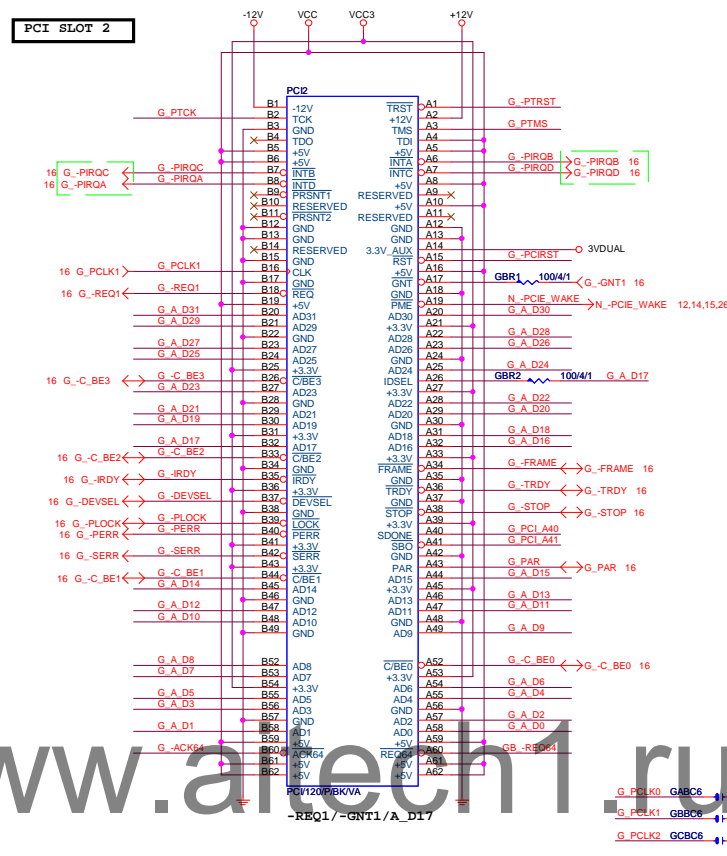 PCI SLOT 2
-12V VCC VCC3 +12V
PCI2
B1 -12V TRST A1 G_-PTRST
G_PTCK B2 TCK +12V A2
B3 GND TMS A3 G_PTMS
B4 TDO TDI A4
B5 +5V +5V A5
B6 +5V INTA A6 G_-PIRQB G_-PIRQB 16
16 G_-PIRQC G_-PIRQC B7 INTB INTC A7 G_-PIRQD G_-PIRQD 16
16 G_-PIRQA G_-PIRQA B8 INTD +5V A8
B9 PRSNT1 RESERVED A9
B10 RESERVED +5V A10
B11 PRSNT2 RESERVED A11
B12 GND GND A12
B13 GND GND A13
B14 RESERVED 3.3V_AUX A14 3VDUAL
B15 GND RST A15 G_-PCIRST
16 G_PCLK1 G_PCLK1 B16 CLK +5V A16
B17 GND GNT A17 GBR1 100/4/1 G_-GNT1 16
16 G_-REQ1 G_-REQ1 B18 REQ GND A18
B19 +5V PME A19 N_-PCIE_WAKE N_-PCIE_WAKE 12,14,15,26
G_A_D31 B20 AD31 AD30 A20 G_A_D30
G_A_D29 B21 AD29 +3.3V A21
B22 GND AD28 A22 G_A_D28
G_A_D27 B23 AD27 AD26 A23 G_A_D26
G_A_D25 B24 AD25 GND A24
B25 +3.3V AD24 A25 G_A_D24
16 G_-C_BE3 G_-C_BE3 B26 C/BE3 IDSEL A26 GBR2 100/4/1 G_A_D17
G_A_D23 B27 AD23 +3.3V A27
B28 GND AD22 A28 G_A_D22
G_A_D21 B29 AD21 AD20 A29 G_A_D20
G_A_D19 B30 AD19 GND A30
B31 +3.3V AD18 A31 G_A_D18
G_A_D17 B32 AD17 AD16 A32 G_A_D16
16 G_-C_BE2 G_-C_BE2 B33 C/BE2 +3.3V A33
B34 GND FRAME A34 G_-FRAME G_-FRAME 16
16 G_-IRDY G_-IRDY B35 IRDY GND A35
B36 +3.3V TRDY A36 G_-TRDY G_-TRDY 16
16 G_-DEVSEL G_-DEVSEL B37 DEVSEL GND A37
B38 GND STOP A38 G_-STOP G_-STOP 16
16 G_-PLOCK G_-PLOCK B39 LOCK +3.3V A39
16 G_-PERR G_-PERR B40 PERR SDONE A40 G_PCI_A40
B41 +3.3V SBO A41 G_PCI_A41
16 G_-SERR G_-SERR B42 SERR GND A42
B43 +3.3V PAR A43 G_PAR G_PAR 16
16 G_-C_BE1 G_-C_BE1 B44 C/BE1 AD15 A44 G_A_D15
G_A_D14 B45 AD14 +3.3V A45
B46 GND AD13 A46 G_A_D13
G_A_D12 B47 AD12 AD11 A47 G_A_D11
G_A_D10 B48 AD10 GND A48
B49 GND AD9 A49 G_A_D9
G_A_D8 B52 AD8 C/BE0 A52 G_-C_BE0 G_-C_BE0 16
G_A_D7 B53 AD7 +3.3V A53
B54 +3.3V AD6 A54 G_A_D6
G_A_D5 B55 AD5 AD4 A55 G_A_D4
G_A_D3 B56 AD3 GND A56
B57 GND AD2 A57 G_A_D2
G_A_D1 B58 AD1 AD0 A58 G_A_D0
B59 +5V +5V A59
G_-ACK64 B60 ACK64 REQ64 A60 GB_-REQ64
B61 +5V +5V A61
B62 +5V +5V A62
PCI/120/P/BK/VA
-REQ1/-GNT1/A_D17
www.aitech1.ru
G_PCLK0 GABC6
G_PCLK1 GBBC6
G_PCLK2 GCBC6